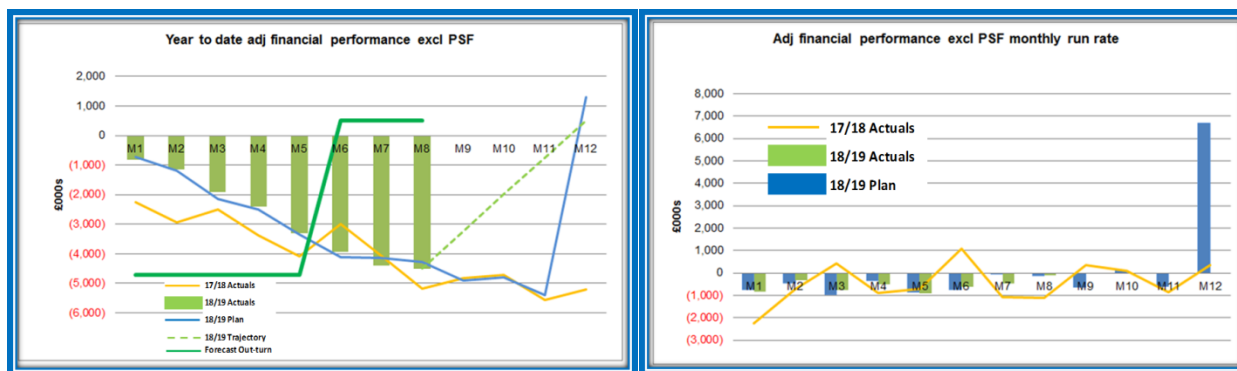 Year to date adj financial performance excl PSF
2,000
1,000
0
M1 M2 M3 M4 M5 M6 M7 M8 M9 M10 M11 M12
(1,000)
(2,000)
£000s
(3,000)
(4,000)
(5,000)
(6,000)
17/18 Actuals
18/19 Actuals
18/19 Plan
18/19 Trajectory
Forecast Out-turn
Adj financial performance excl PSF monthly run rate
8,000
7,000
6,000
5,000
4,000
3,000
2,000
1,000
0
(1,000)
(2,000)
(3,000)
£000s
17/18 Actuals
18/19 Actuals
18/19 Plan
M1 M2 M3 M4 M5 M6 M7 M8 M9 M10 M11 M12